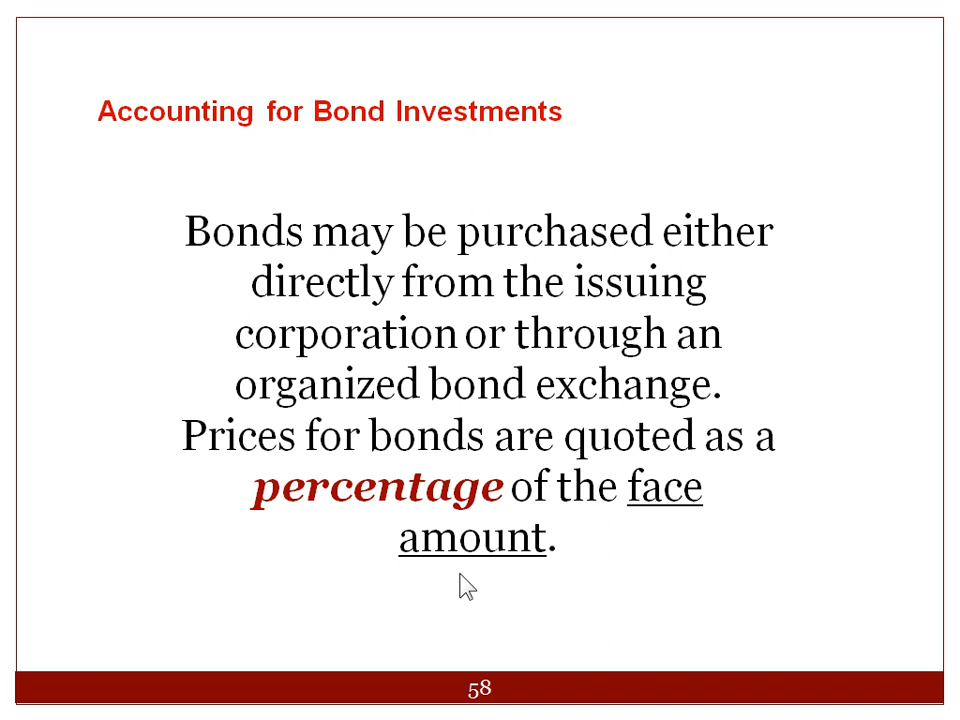 Accounting for Bond Investments
Bonds may be purchased either
directly from the issuing
corporation or through an
organized bond exchange.
Prices for bonds are quoted as a
percentage of the face
amount.
58